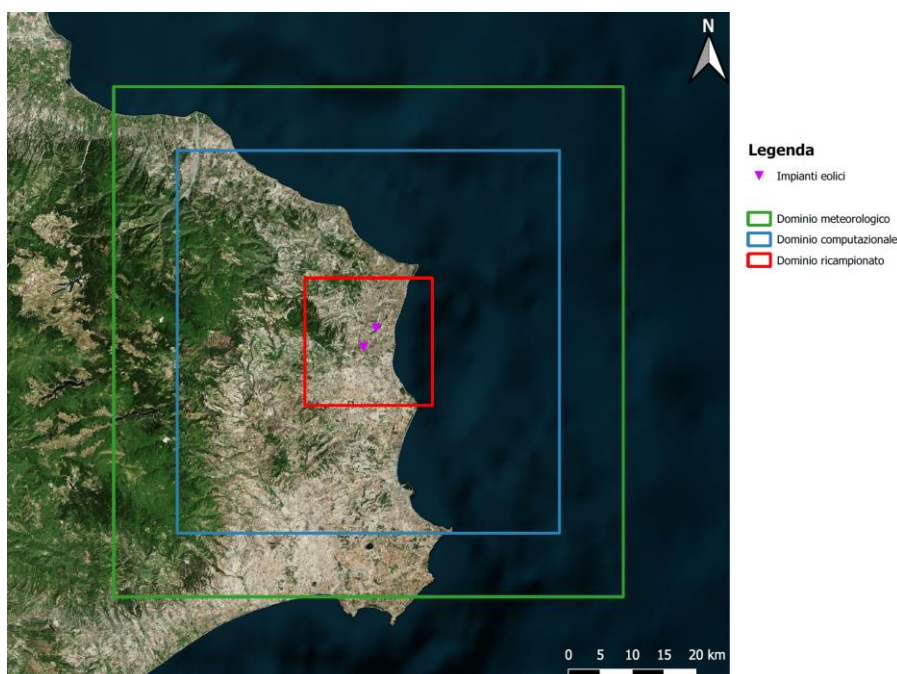 N
Legenda
Impianti eolici
Dominio meteorologico
Dominio computazionale
Dominio ricampionato
0 5 10 15 20 km